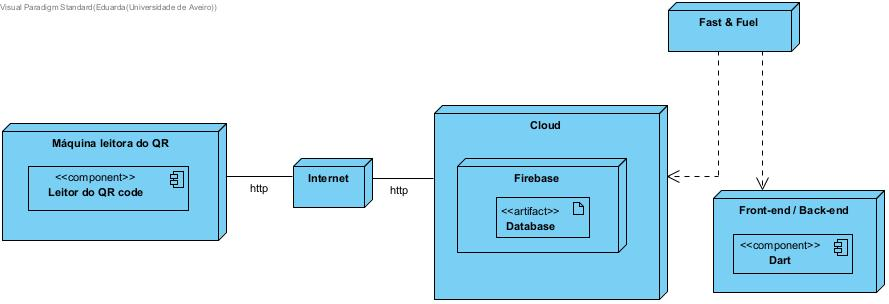 Visual Paradigm Standard(Eduarda(Universidade de Aveiro))
Fast & Fuel
Máquina leitora do QR
<<component>>
Leitor do QR code
http
Internet
http
Cloud
Firebase
<<artifact>>
Database
Front-end / Back-end
<<component>>
Dart